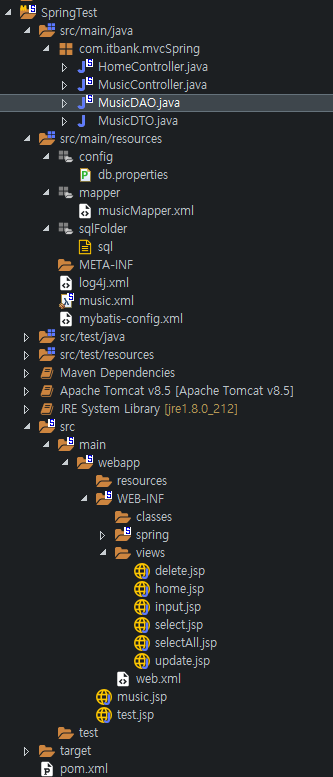 SpringTest
src/main/java
com.itbank.mvcSpring
HomeController.java
MusicController.java
MusicDAO.java
MusicDTO.java
src/main/resources
config
db.properties
mapper
musicMapper.xml
sqlFolder
sql
META-INF
log4j.xml
music.xml
mybatis-config.xml
src/test/java
src/test/resources
Maven Dependencies
Apache Tomcat v8.5 [Apache Tomcat v8.5]
JRE System Library [jre1.8.0_212]
src
main
webapp
resources
WEB-INF
classes
spring
views
delete.jsp
home.jsp
input.jsp
select.jsp
selectAll.jsp
update.jsp
web.xml
music.jsp
test.jsp
test
target
pom.xml